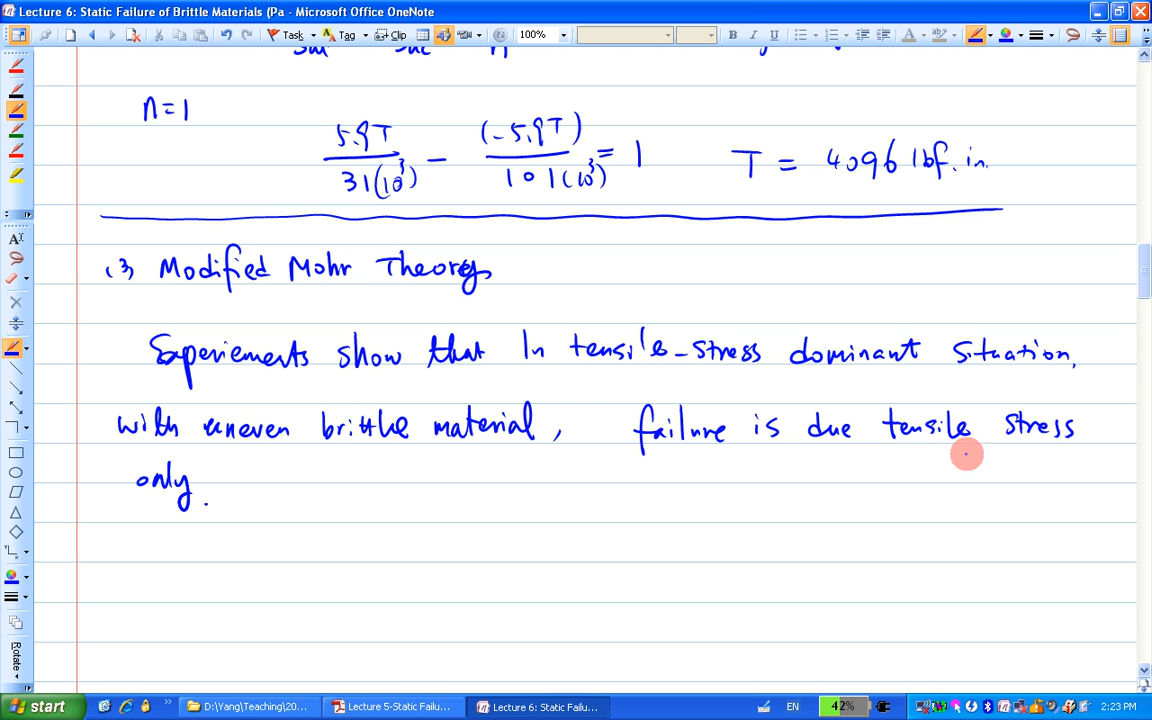 Lecture 6: Static Failure of Brittle Materials (Pa - Microsoft Office OneNote
Task Tag Clip 100% B I U
n=1
5.9T / 31(10³) - (-5.9T) / 101(10³) = 1 T = 4096 lbf.in.
(3) Modified Mohr Theory
Experiements show that In tensile-stress dominant situation,
with uneven brittle material, failure is due tensile stress
only.
Rotate
start D:\Yang\Teaching\20... Lecture 5-Static Failu... Lecture 6: Static Failu... EN 42% 2:23 PM